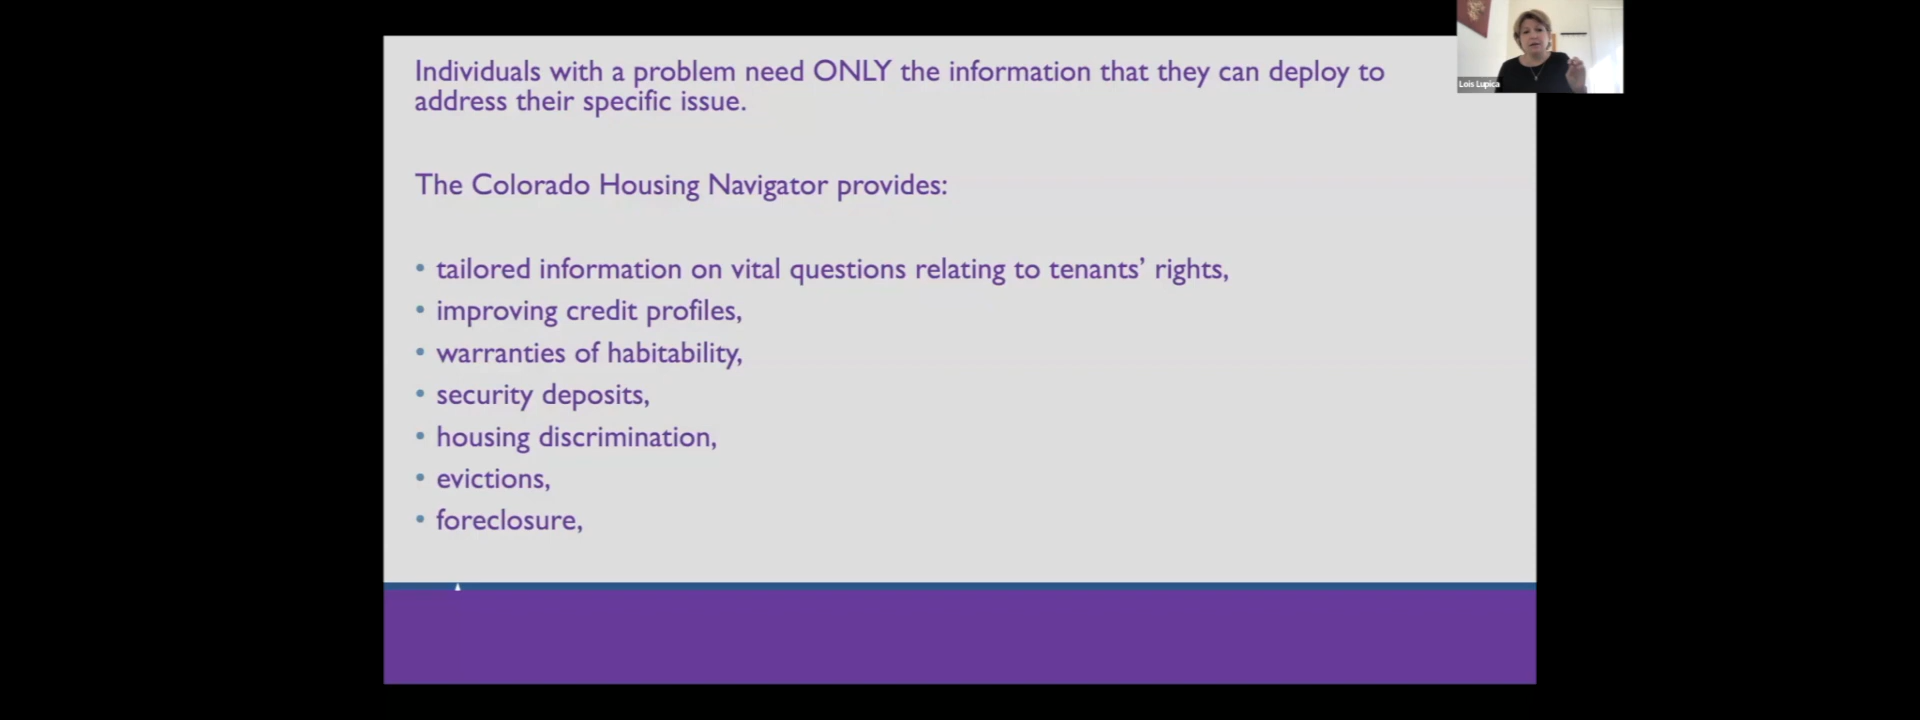 Individuals with a problem need ONLY the information that they can deploy to
address their specific issue.
The Colorado Housing Navigator provides:
• tailored information on vital questions relating to tenants’ rights,
• improving credit profiles,
• warranties of habitability,
• security deposits,
• housing discrimination,
• evictions,
• foreclosure,
Lois Lupica